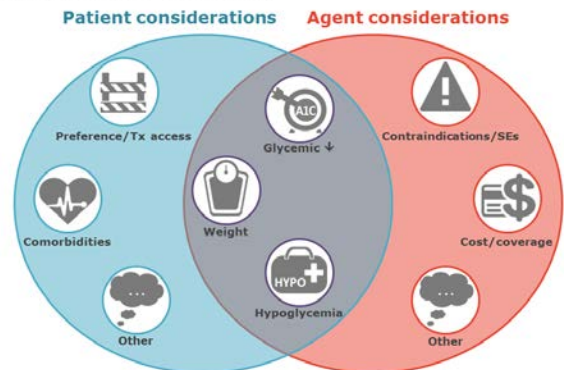 Patient considerations
Agent considerations
Preference/Tx access
A1C
Glycemic ↓
Contraindications/SEs
Comorbidities
Weight
Cost/coverage
$
HYPO +
Hypoglycemia
...
Other
...
Other